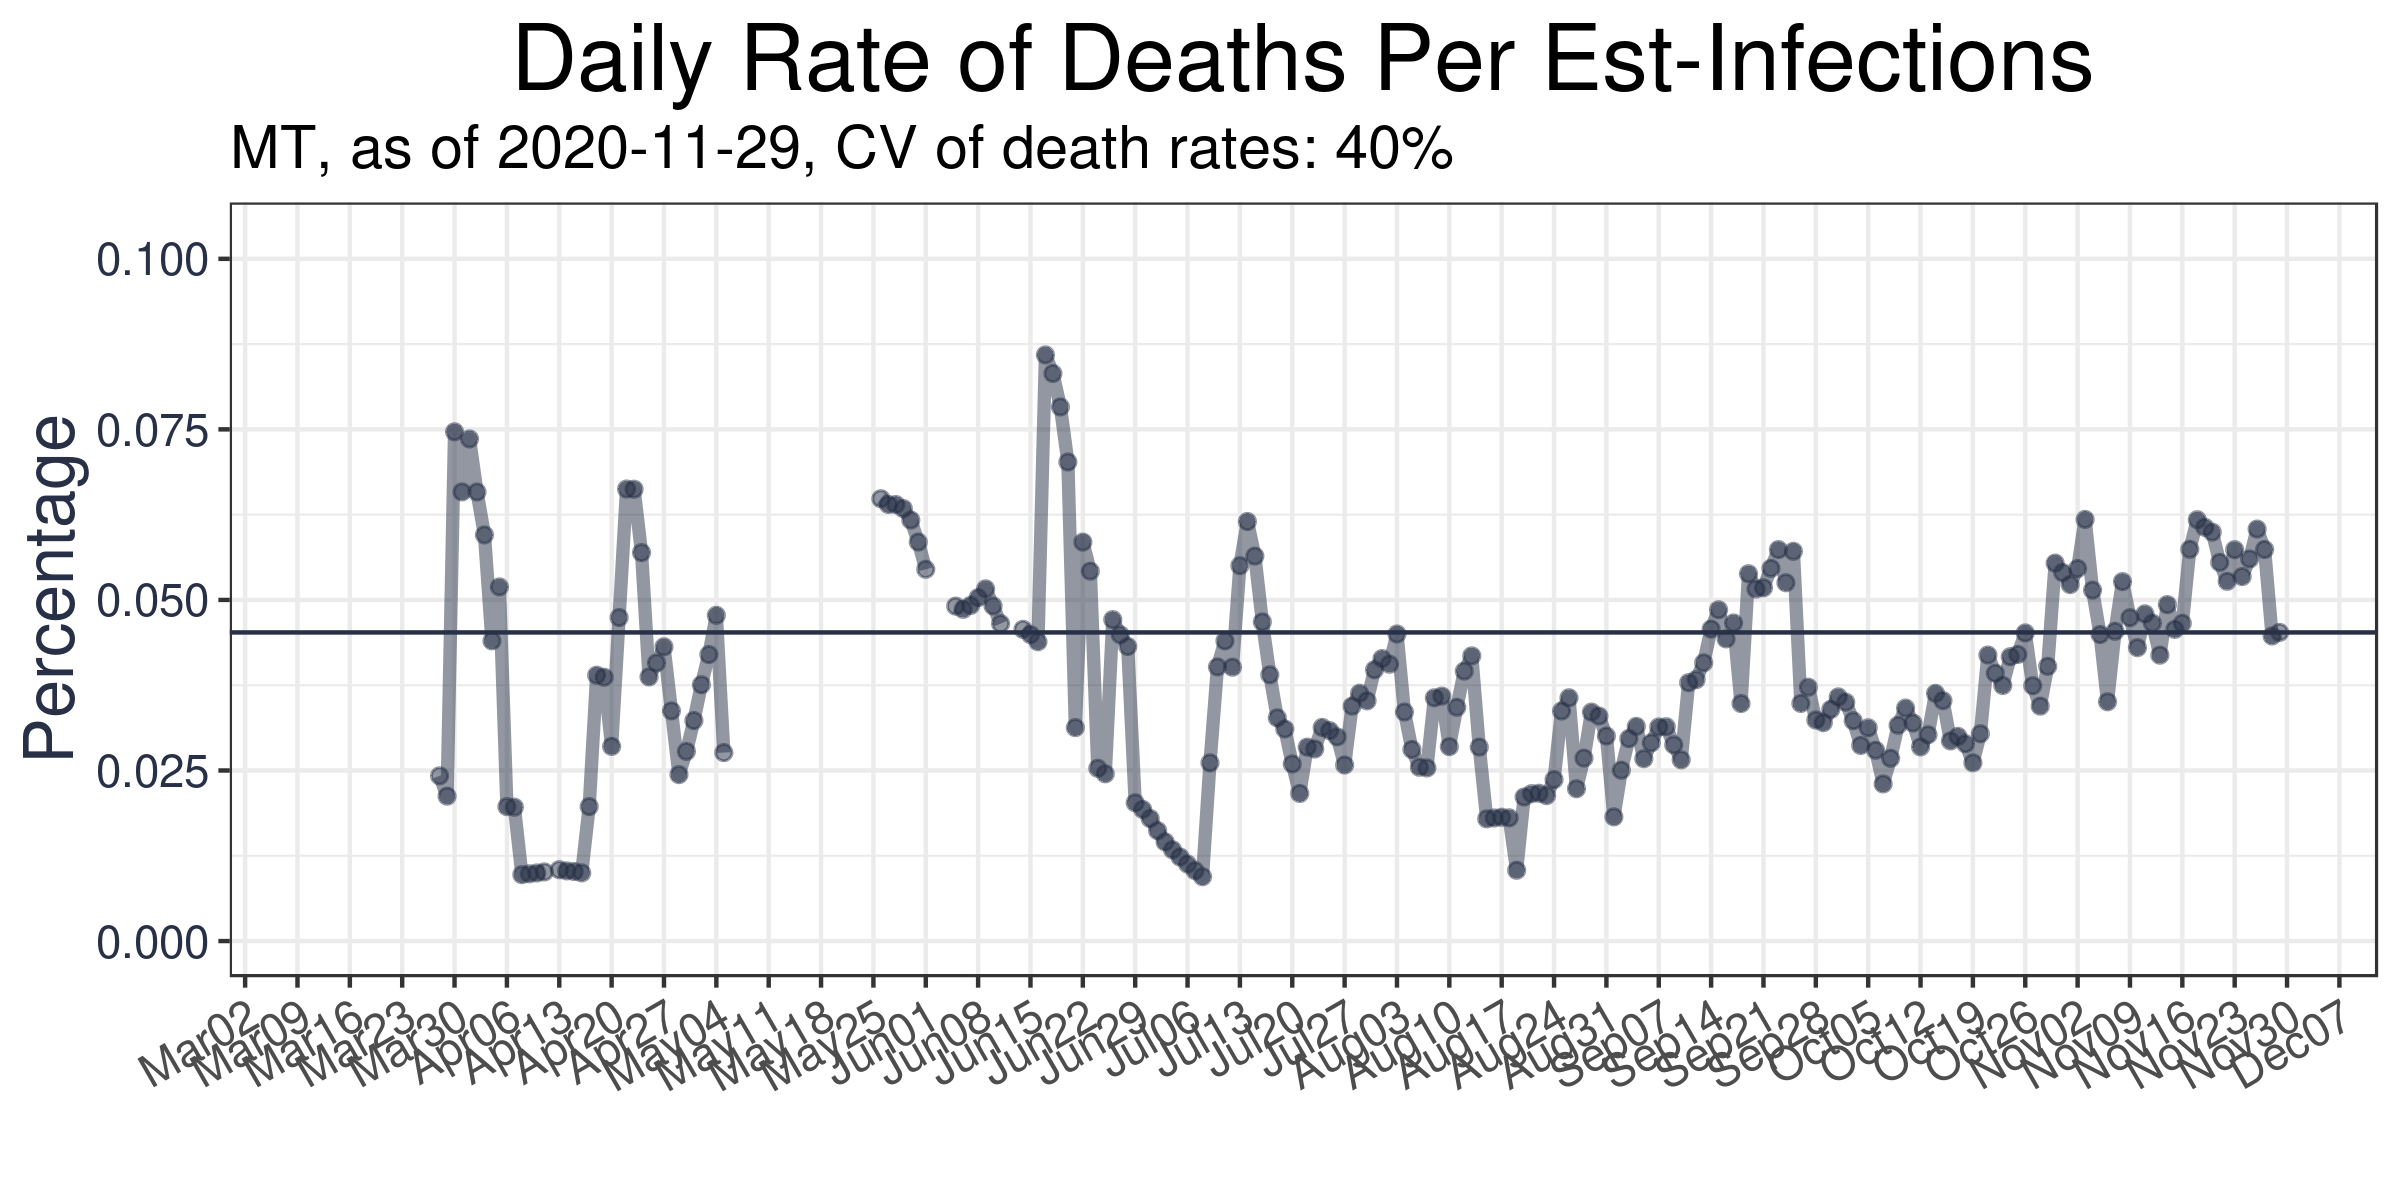 Daily Rate of Deaths Per Est-Infections
MT, as of 2020-11-29, CV of death rates: 40%
Percentage
0.100
0.075
0.050
0.025
0.000
Mar02
Mar09
Mar16
Mar23
Mar30
Apr06
Apr13
Apr20
Apr27
May04
May11
May18
May25
Jun01
Jun08
Jun15
Jun22
Jun29
Jul06
Jul13
Jul20
Jul27
Aug03
Aug10
Aug17
Aug24
Aug31
Sep07
Sep14
Sep21
Sep28
Oct05
Oct12
Oct19
Oct26
Nov02
Nov09
Nov16
Nov23
Nov30
Dec07